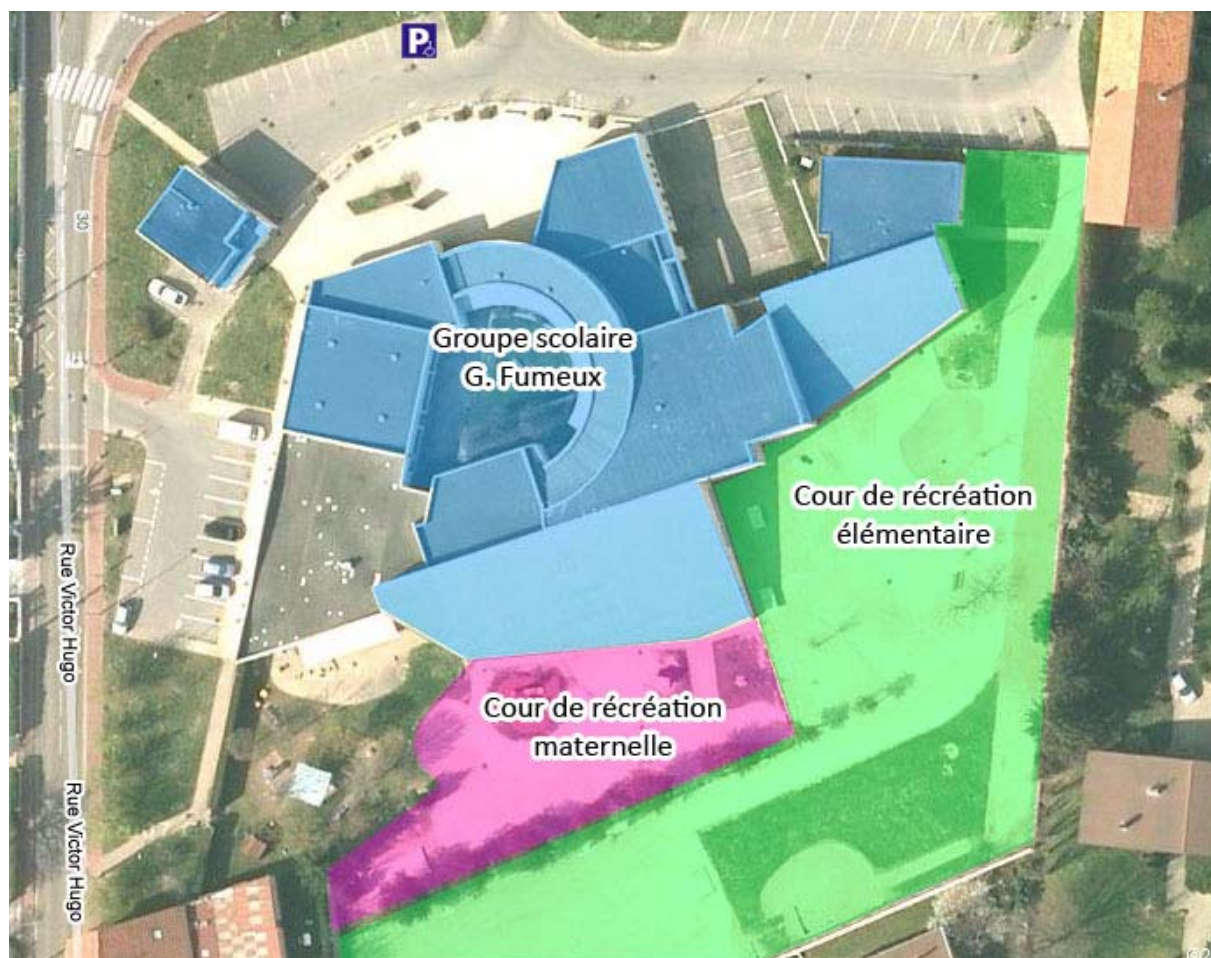 P
30
Groupe scolaire
G. Fumeux
Cour de récréation
élémentaire
Rue Victor Hugo
Cour de récréation
maternelle
Rue Victor Hugo